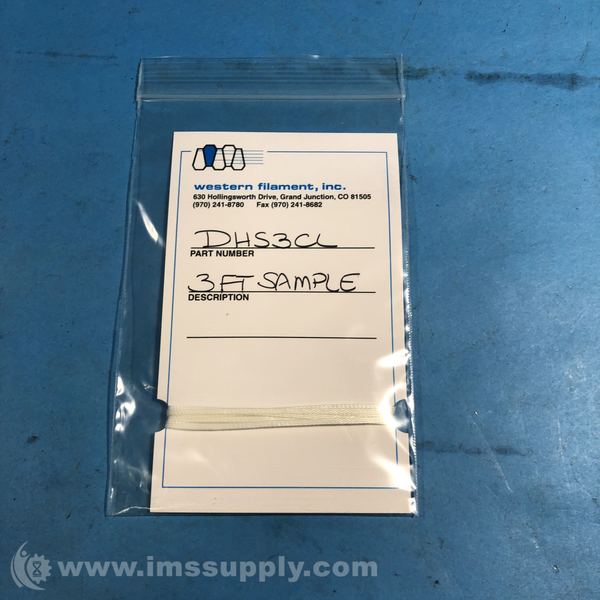 western filament, inc.
630 Hollingsworth Drive, Grand Junction, CO 81505
(970) 241-8780 Fax (970) 241-8682
DHS3CL
PART NUMBER
3FT SAMPLE
DESCRIPTION
www.imssupply.com